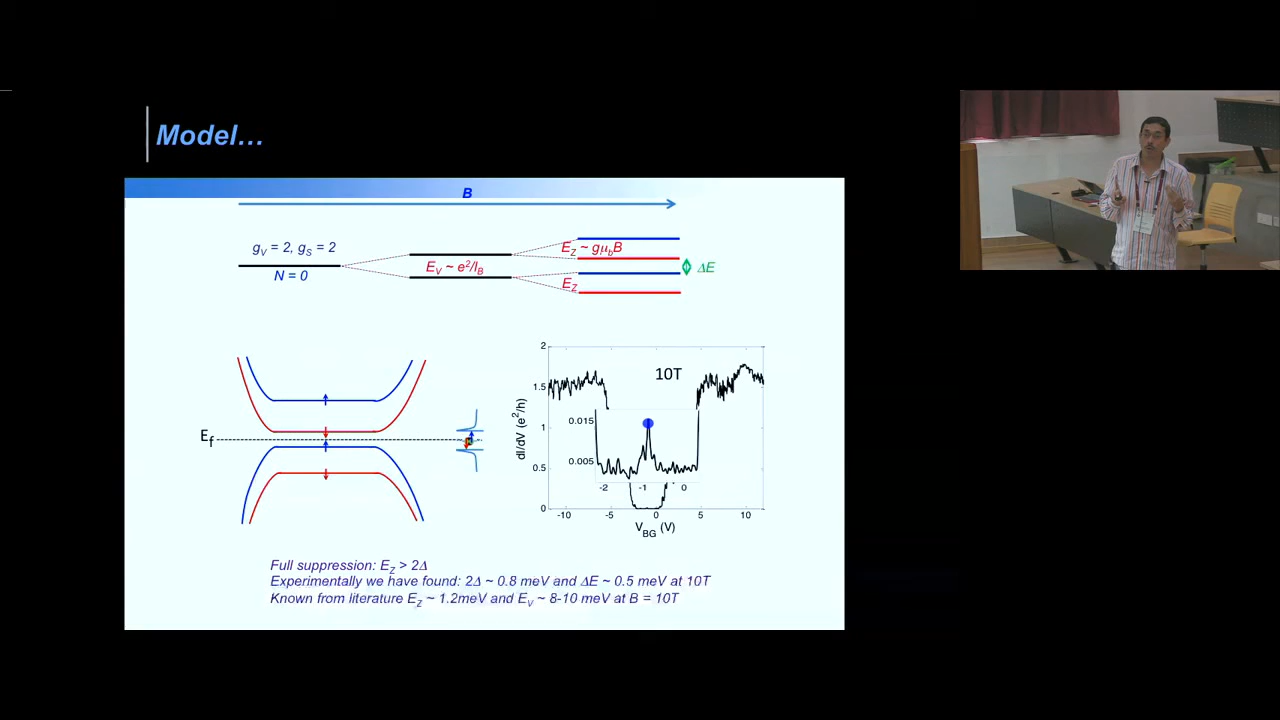 Model...
B
g_V = 2, g_S = 2
N = 0
E_V ~ e²/l_B
E_Z ~ gμ_bB
E_Z
ΔE
E_f
dI/dV (e²/h)
2
1.5
1
0.5
0
10T
0.015
0.005
-2 -1 0
-10 -5 0 5 10
V_BG (V)
Full suppression: E_Z > 2Δ
Experimentally we have found: 2Δ ~ 0.8 meV and ΔE ~ 0.5 meV at 10T
Known from literature E_Z ~ 1.2meV and E_V ~ 8-10 meV at B = 10T